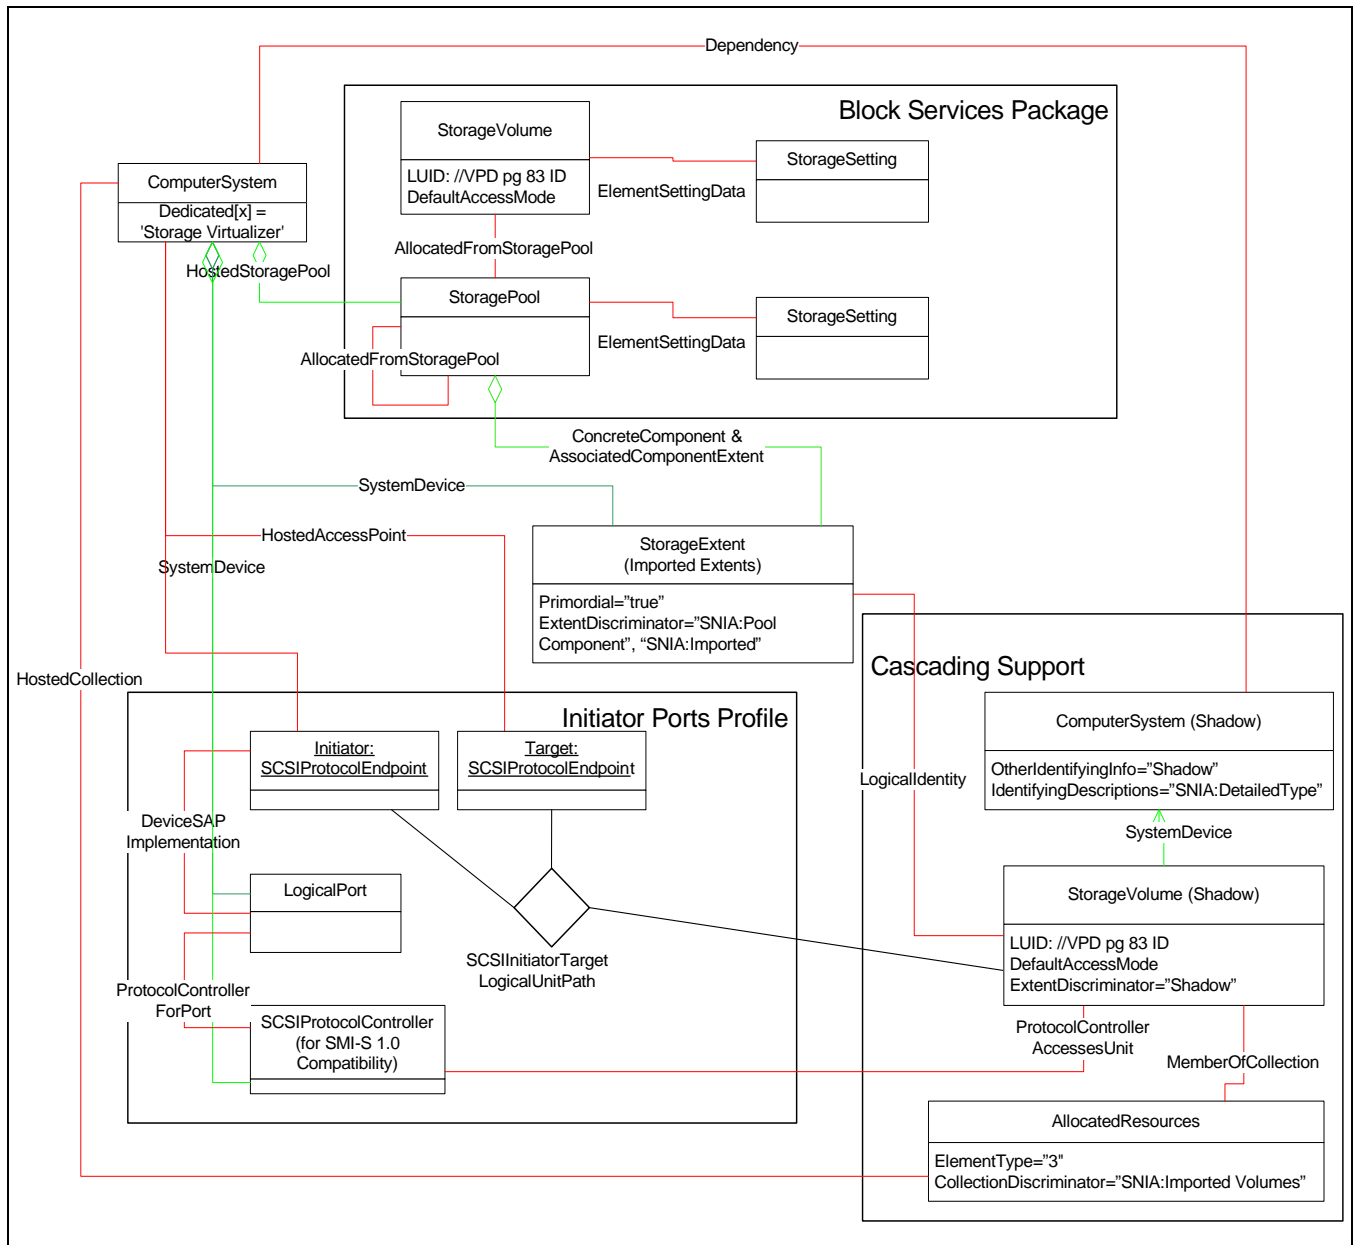 Dependency
Block Services Package
StorageVolume
LUID: //VPD pg 83 ID
DefaultAccessMode
StorageSetting
ElementSettingData
ComputerSystem
Dedicated[x] =
'Storage Virtualizer'
AllocatedFromStoragePool
HostedStoragePool
StoragePool
StorageSetting
ElementSettingData
AllocatedFromStoragePool
ConcreteComponent &
AssociatedComponentExtent
SystemDevice
HostedAccessPoint
SystemDevice
StorageExtent
(Imported Extents)
Primordial="true"
ExtentDiscriminator="SNIA:Pool
Component", “SNIA:Imported”
HostedCollection
Cascading Support
Initiator Ports Profile
ComputerSystem (Shadow)
OtherIdentifyingInfo=”Shadow”
IdentifyingDescriptions=”SNIA:DetailedType”
Initiator:
SCSIProtocolEndpoint
Target:
SCSIProtocolEndpoint
LogicalIdentity
DeviceSAP
Implementation
SystemDevice
LogicalPort
StorageVolume (Shadow)
LUID: //VPD pg 83 ID
DefaultAccessMode
ExtentDiscriminator=”Shadow”
SCSIInitiatorTarget
LogicalUnitPath
ProtocolController
ForPort
SCSIProtocolController
(for SMI-S 1.0
Compatibility)
ProtocolController
AccessesUnit
MemberOfCollection
AllocatedResources
ElementType=”3"
CollectionDiscriminator=”SNIA:Imported Volumes”